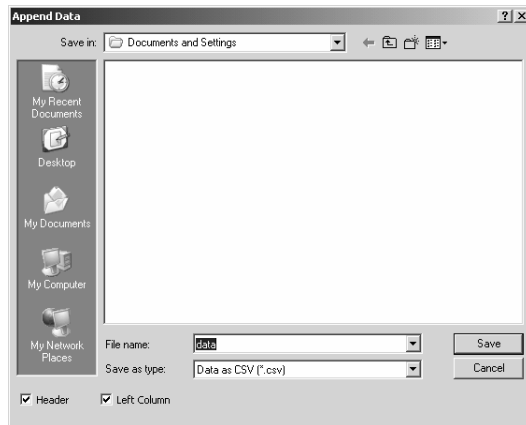 Append Data
Save in:
Documents and Settings
My Recent
Documents
Desktop
My Documents
My Computer
My Network
Places
File name:
data
Save
Save as type:
Data as CSV (*.csv)
Cancel
Header
Left Column